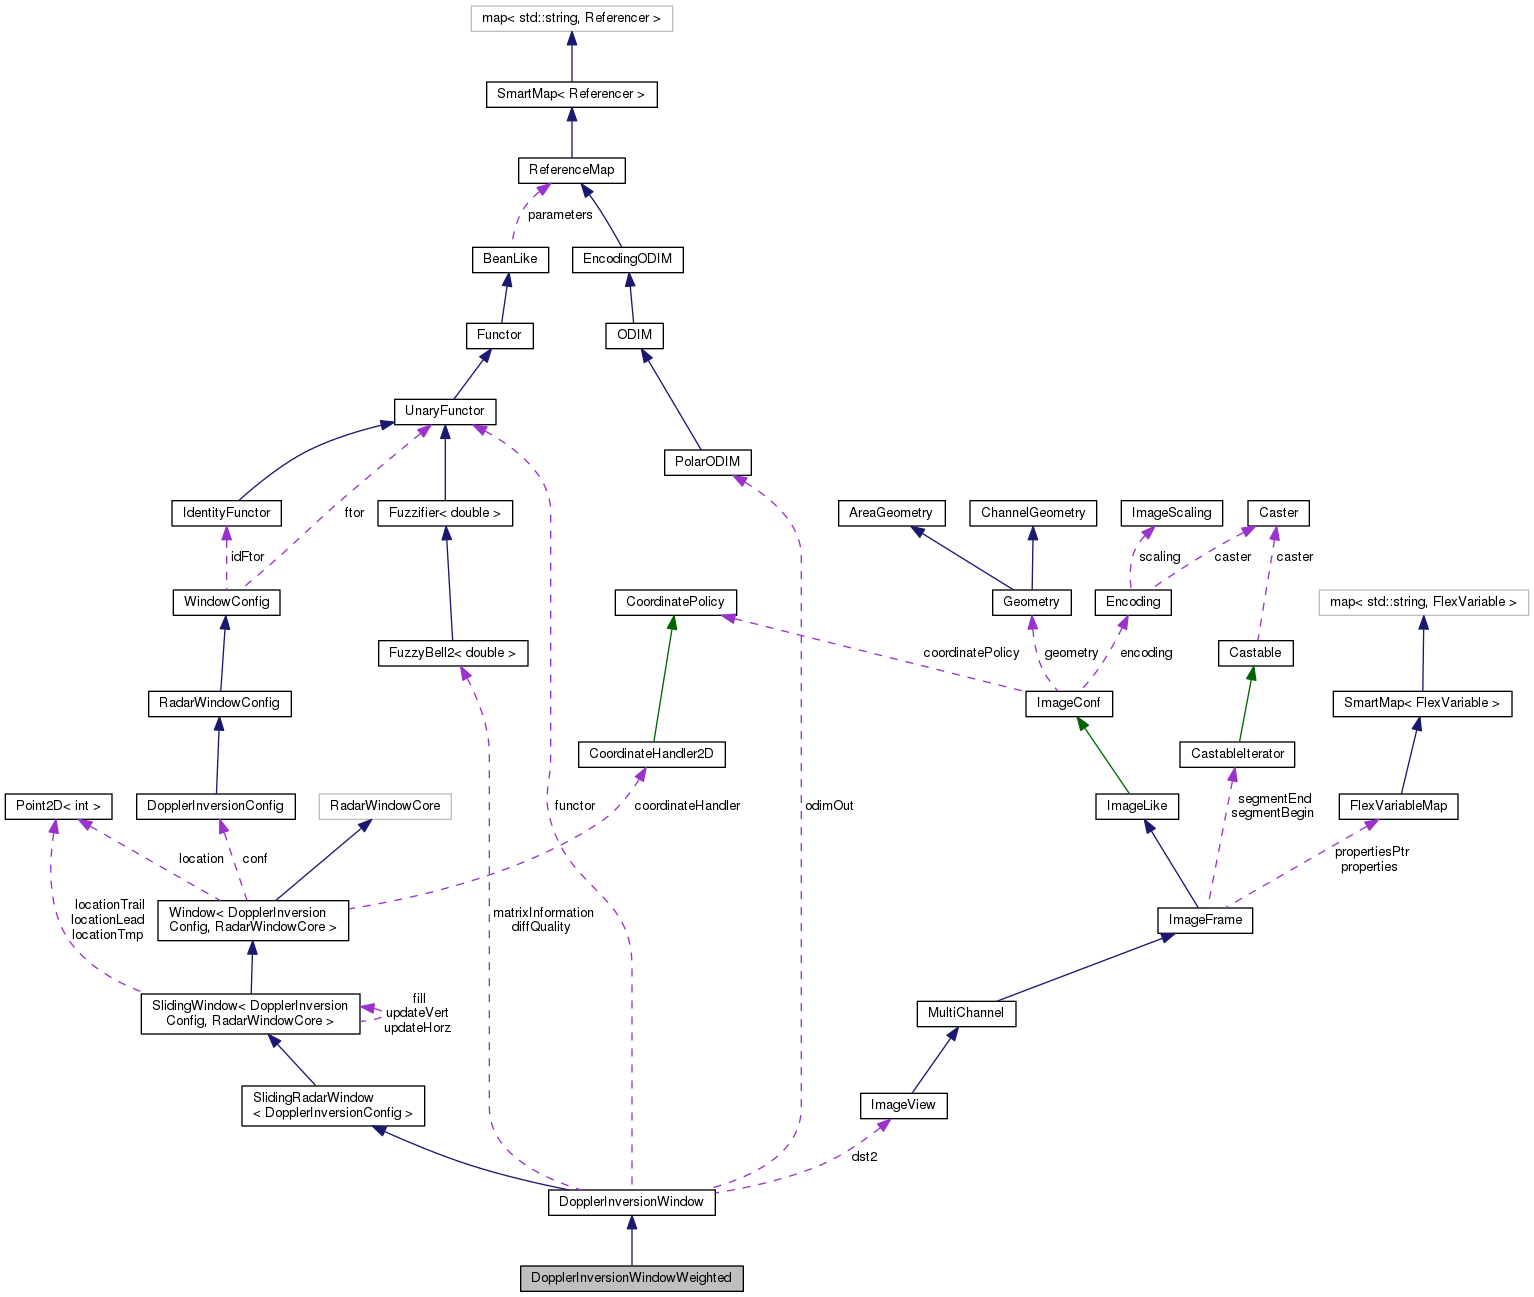 map< std::string, Referencer >
SmartMap< Referencer >
ReferenceMap
parameters
BeanLike
EncodingODIM
Functor
ODIM
UnaryFunctor
PolarODIM
IdentityFunctor
ftor
Fuzzifier< double >
AreaGeometry
ChannelGeometry
ImageScaling
Caster
idFtor
scaling
caster
caster
WindowConfig
CoordinatePolicy
Geometry
Encoding
map< std::string, FlexVariable >
FuzzyBell2< double >
coordinatePolicy
geometry
encoding
Castable
RadarWindowConfig
ImageConf
SmartMap< FlexVariable >
CoordinateHandler2D
CastableIterator
Point2D< int >
DopplerInversionConfig
RadarWindowCore
functor
coordinateHandler
odimOut
ImageLike
segmentEnd
segmentBegin
FlexVariableMap
location
conf
propertiesPtr
properties
locationTrail
locationLead
locationTmp
Window< DopplerInversion
Config, RadarWindowCore >
matrixInformation
diffQuality
ImageFrame
SlidingWindow< DopplerInversion
Config, RadarWindowCore >
fill
updateVert
updateHorz
MultiChannel
SlidingRadarWindow
< DopplerInversionConfig >
ImageView
dst2
DopplerInversionWindow
DopplerInversionWindowWeighted